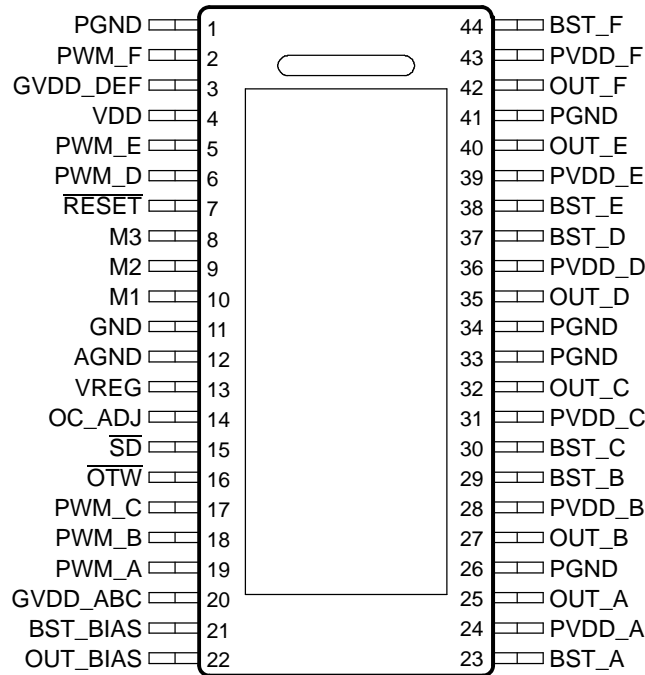 PGND 1 44 BST_F
PWM_F 2 43 PVDD_F
GVDD_DEF 3 42 OUT_F
VDD 4 41 PGND
PWM_E 5 40 OUT_E
PWM_D 6 39 PVDD_E
RESET 7 38 BST_E
M3 8 37 BST_D
M2 9 36 PVDD_D
M1 10 35 OUT_D
GND 11 34 PGND
AGND 12 33 PGND
VREG 13 32 OUT_C
OC_ADJ 14 31 PVDD_C
SD 15 30 BST_C
OTW 16 29 BST_B
PWM_C 17 28 PVDD_B
PWM_B 18 27 OUT_B
PWM_A 19 26 PGND
GVDD_ABC 20 25 OUT_A
BST_BIAS 21 24 PVDD_A
OUT_BIAS 22 23 BST_A